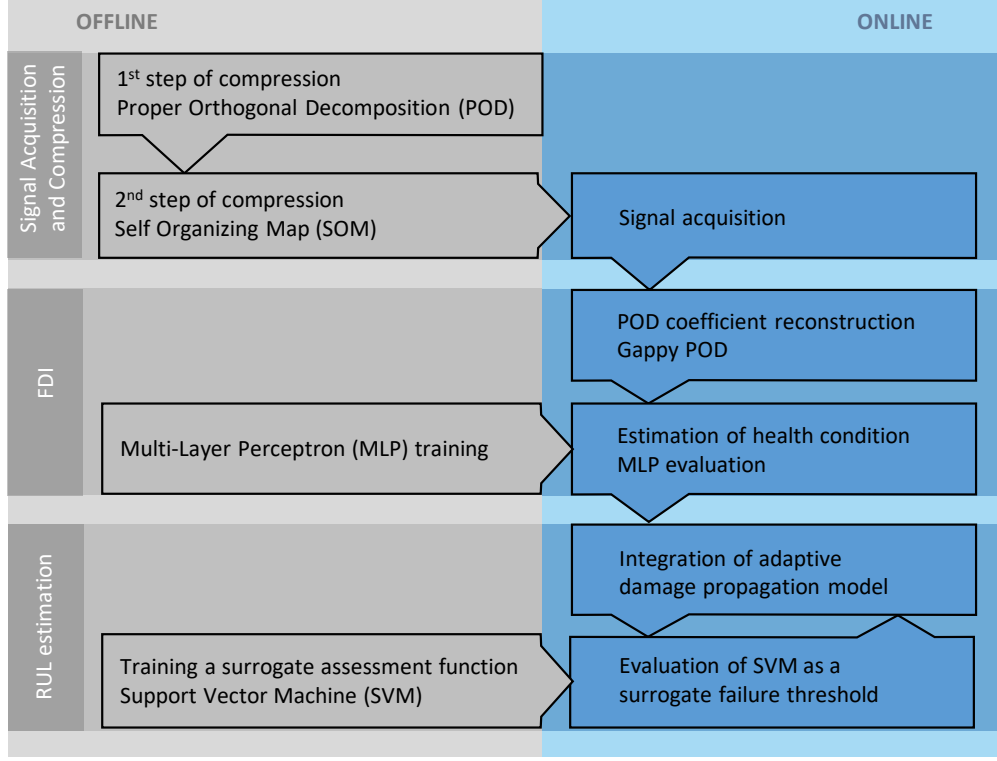 OFFLINE
ONLINE
Signal Acquisition
and Compression
1st step of compression
Proper Orthogonal Decomposition (POD)
2nd step of compression
Self Organizing Map (SOM)
Signal acquisition
FDI
POD coefficient reconstruction
Gappy POD
Multi-Layer Perceptron (MLP) training
Estimation of health condition
MLP evaluation
RUL estimation
Integration of adaptive
damage propagation model
Training a surrogate assessment function
Support Vector Machine (SVM)
Evaluation of SVM as a
surrogate failure threshold